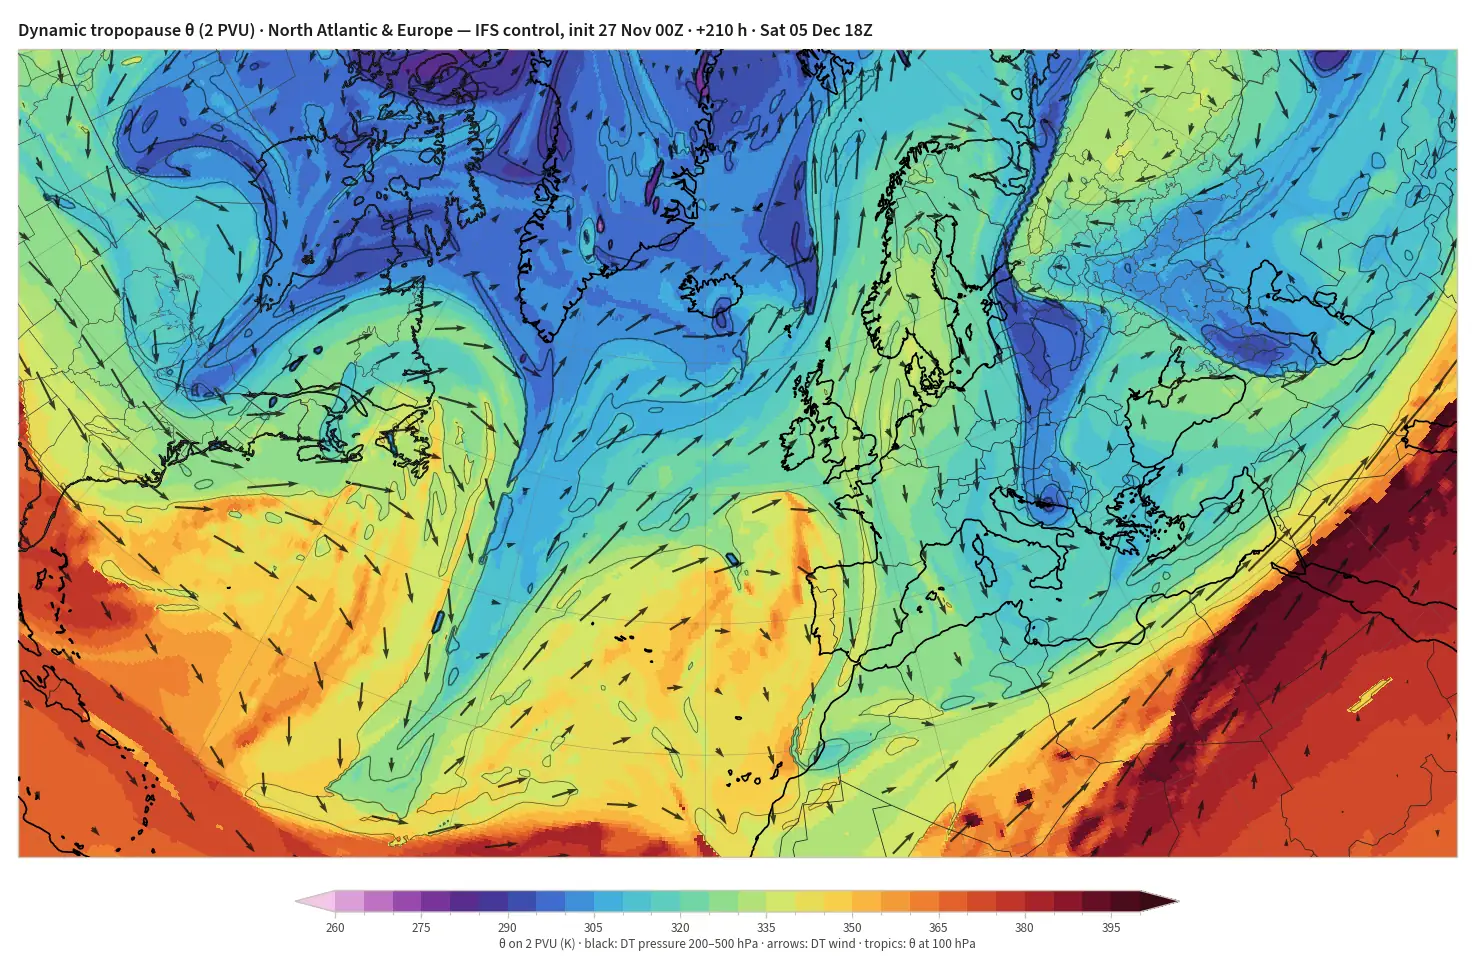 Dynamic tropopause θ (2 PVU) · North Atlantic & Europe — IFS control, init 27 Nov 00Z · +210 h · Sat 05 Dec 18Z
260 275 290 305 320 335 350 365 380 395
θ on 2 PVU (K) · black: DT pressure 200–500 hPa · arrows: DT wind · tropics: θ at 100 hPa